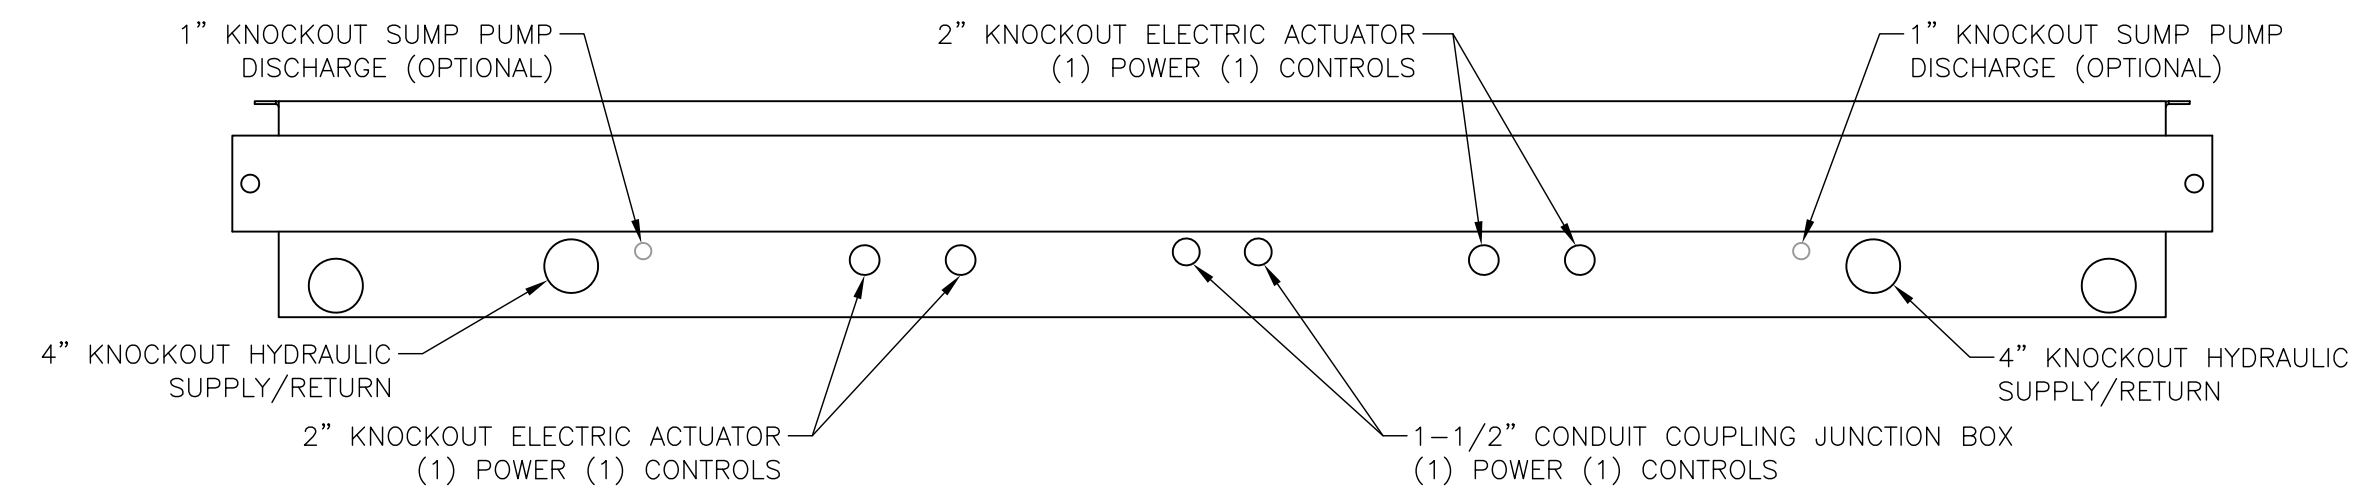 1” KNOCKOUT SUMP PUMP
DISCHARGE (OPTIONAL)
2” KNOCKOUT ELECTRIC ACTUATOR
(1) POWER (1) CONTROLS
1” KNOCKOUT SUMP PUMP
DISCHARGE (OPTIONAL)
4” KNOCKOUT HYDRAULIC
SUPPLY/RETURN
2” KNOCKOUT ELECTRIC ACTUATOR
(1) POWER (1) CONTROLS
1-1/2” CONDUIT COUPLING JUNCTION BOX
(1) POWER (1) CONTROLS
4” KNOCKOUT HYDRAULIC
SUPPLY/RETURN